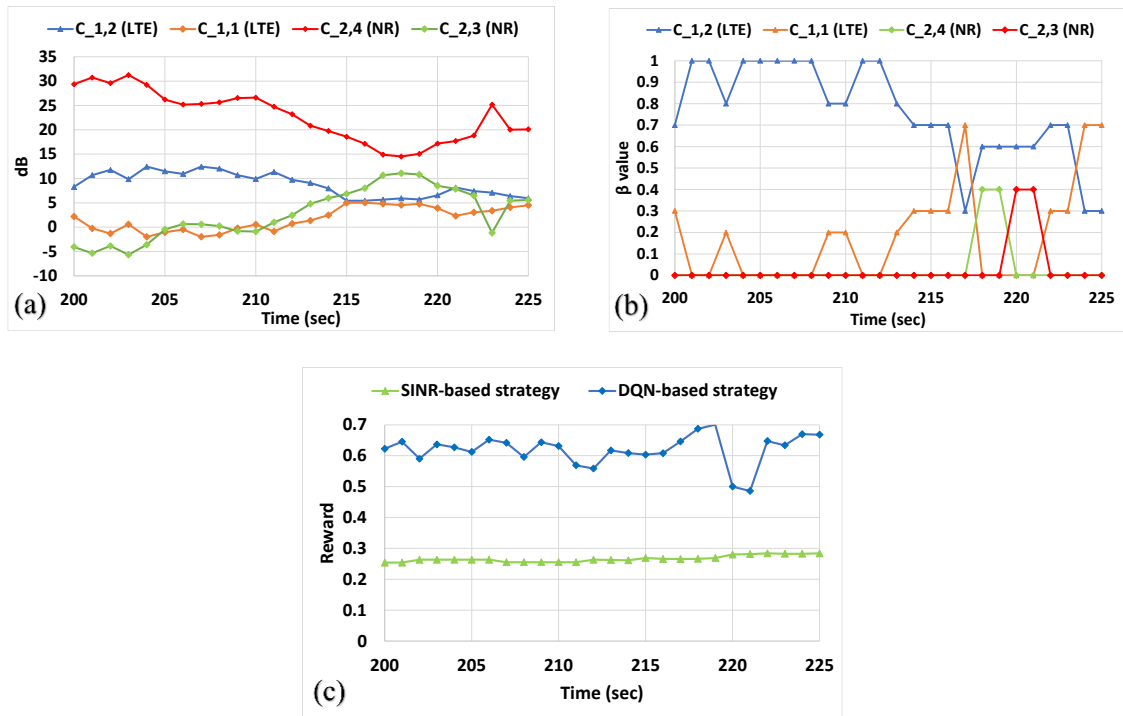 C_1,2 (LTE) C_1,1 (LTE) C_2,4 (NR) C_2,3 (NR)
35
30
25
20
15
10
5
0
-5
-10
dB
200 205 210 215 220 225
Time (sec)
(a)
C_1,2 (LTE) C_1,1 (LTE) C_2,4 (NR) C_2,3 (NR)
1
0.9
0.8
0.7
0.6
0.5
0.4
0.3
0.2
0.1
0
β value
200 205 210 215 220 225
Time (sec)
(b)
SINR-based strategy DQN-based strategy
0.7
0.6
0.5
0.4
0.3
0.2
0.1
0
Reward
200 205 210 215 220 225
Time (sec)
(c)